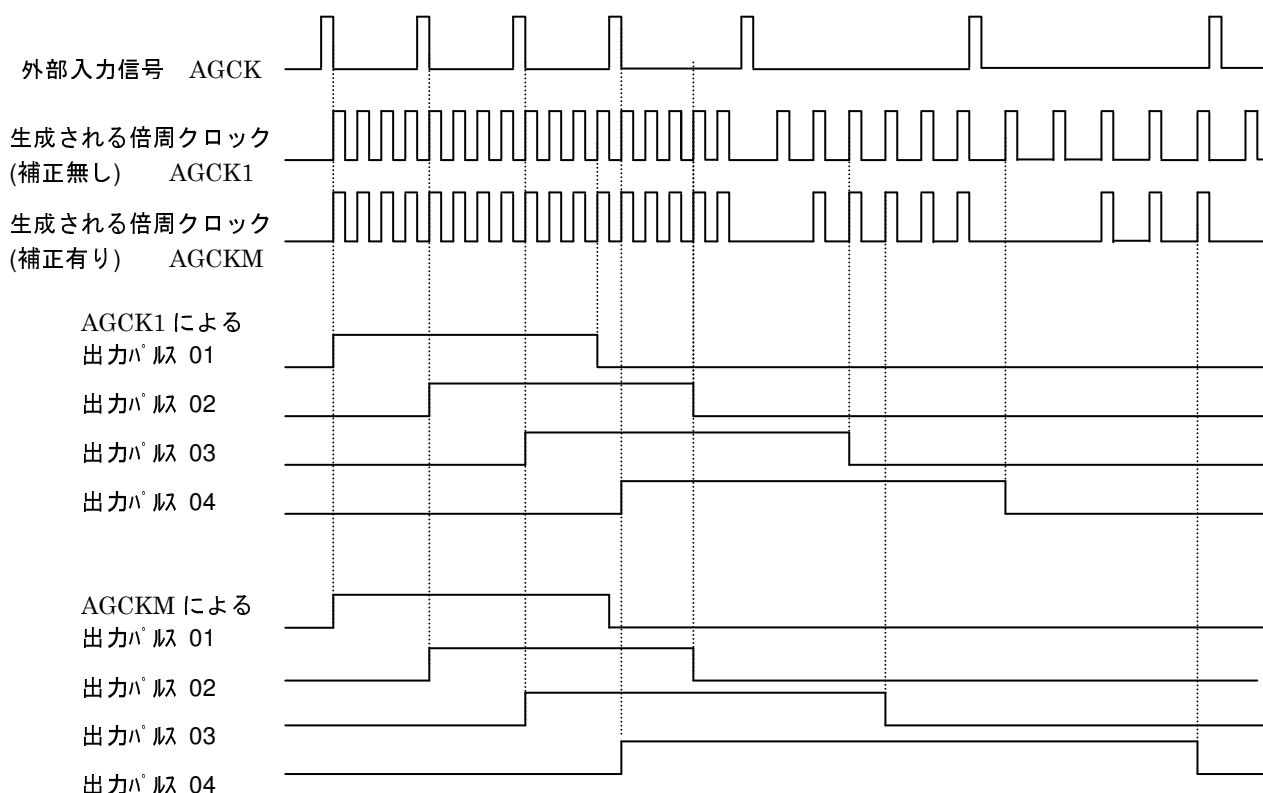 外部入力信号 AGCK
生成される倍周クロック
(補正無し) AGCK1
生成される倍周クロック
(補正有り) AGCKM
AGCK1 による
出力ﾊﾟﾙｽ 01
出力ﾊﾟﾙｽ 02
出力ﾊﾟﾙｽ 03
出力ﾊﾟﾙｽ 04
AGCKM による
出力ﾊﾟﾙｽ 01
出力ﾊﾟﾙｽ 02
出力ﾊﾟﾙｽ 03
出力ﾊﾟﾙｽ 04